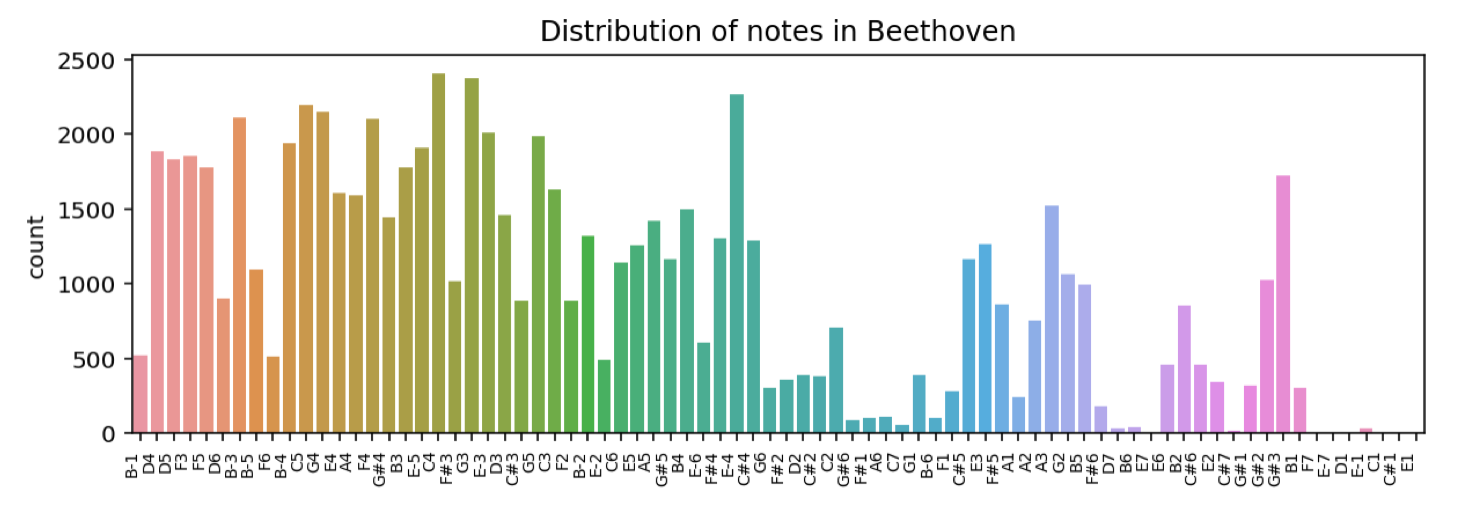 Distribution of notes in Beethoven
count
2500
2000
1500
1000
500
0
B-1 D4 D5 F3 F5 D6 B-3 B-5 F6 B-4 C5 G4 E4 A4 F4 G#4 B3 E-5 C4 F#3 G3 E-3 D3 C#3 G5 C3 F2 B-2 E-2 C6 E5 A5 G#5 B4 E-6 F#4 E-4 C#4 G6 F#2 D2 C#2 C2 G#6 F#1 A6 C7 G1 B-6 F1 C#5 E3 F#5 A1 A2 A3 G2 B5 F#6 D7 B6 E7 E6 B2 C#6 E2 C#7 G#1 G#2 G#3 B1 F7 E-7 D1 E-1 C1 C#1 E1